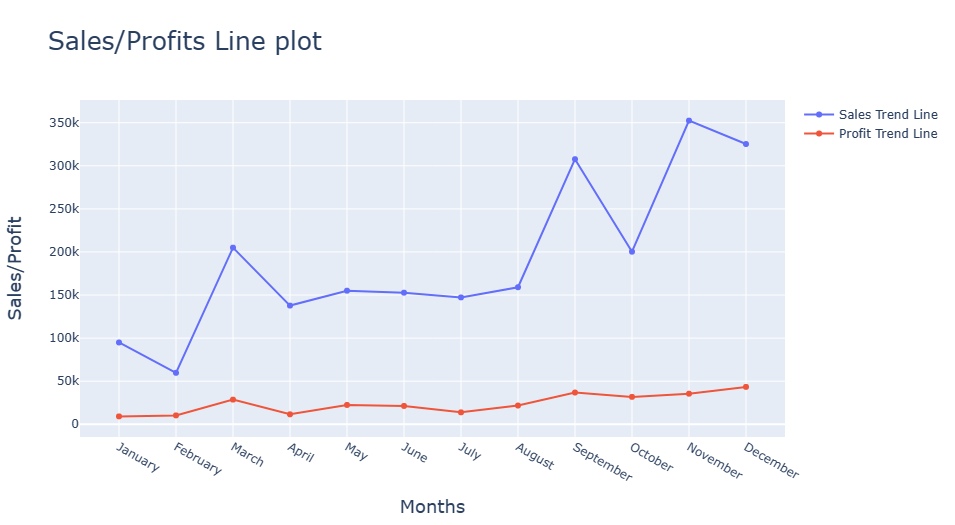 Sales/Profits Line plot
Sales Trend Line
Profit Trend Line
350k
300k
250k
200k
150k
100k
50k
0
Sales/Profit
January
February
March
April
May
June
July
August
September
October
November
December
Months